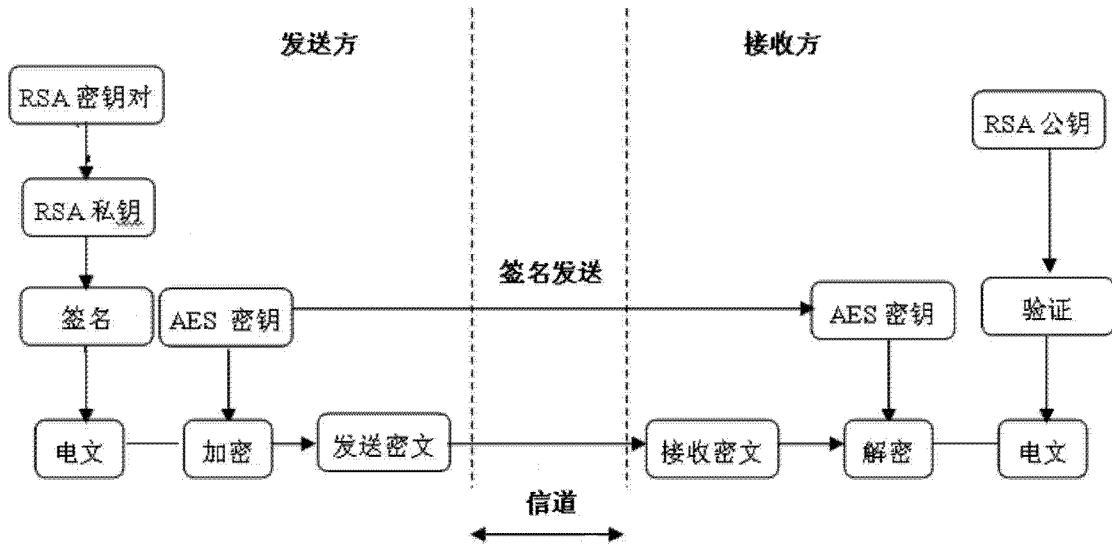 发送方
接收方
RSA 密钥对
RSA 公钥
RSA 私钥
签名发送
签名
AES 密钥
AES 密钥
验证
电文
加密
发送密文
接收密文
解密
电文
信道